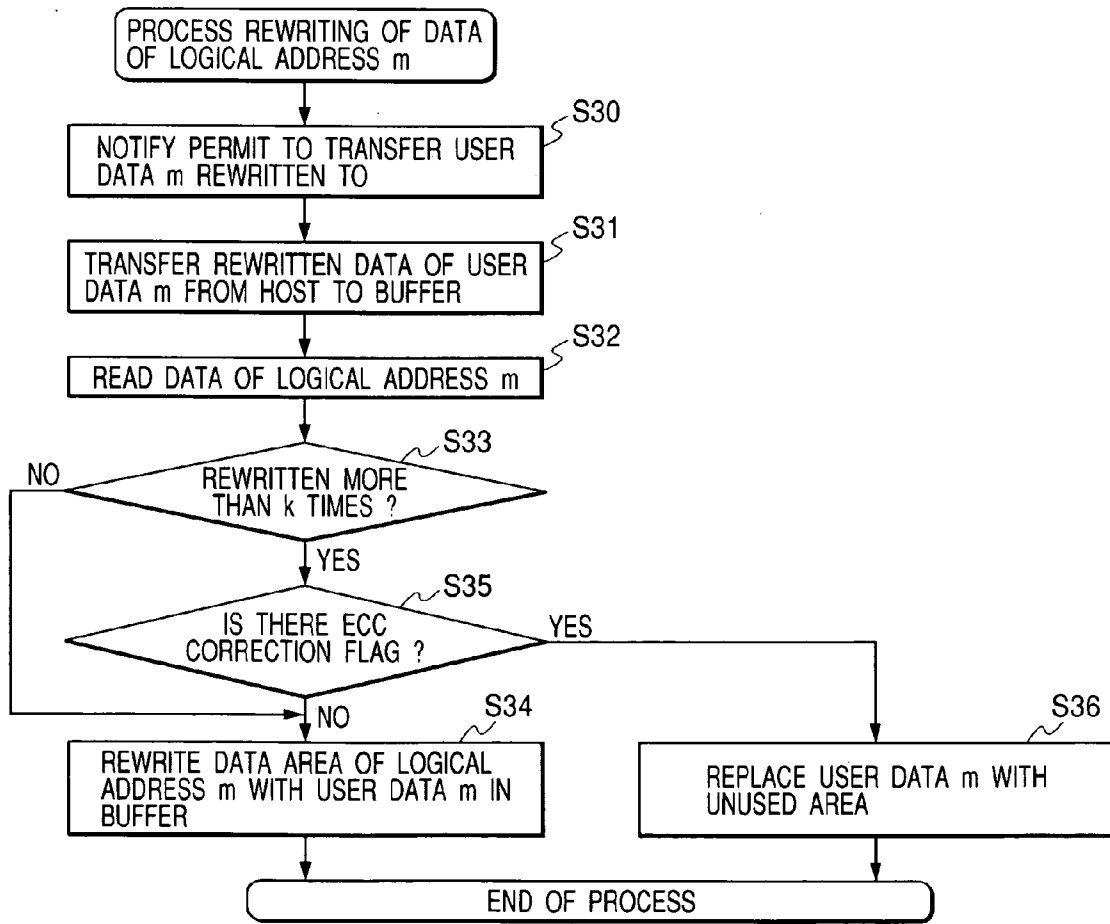 PROCESS REWRITING OF DATA
OF LOGICAL ADDRESS m
S30
NOTIFY PERMIT TO TRANSFER USER
DATA m REWRITTEN TO
S31
TRANSFER REWRITTEN DATA OF USER
DATA m FROM HOST TO BUFFER
S32
READ DATA OF LOGICAL ADDRESS m
S33
NO
REWRITTEN MORE
THAN k TIMES ?
YES
S35
IS THERE ECC
CORRECTION FLAG ?
YES
NO
S34
REWRITE DATA AREA OF LOGICAL
ADDRESS m WITH USER DATA m IN
BUFFER
S36
REPLACE USER DATA m WITH
UNUSED AREA
END OF PROCESS